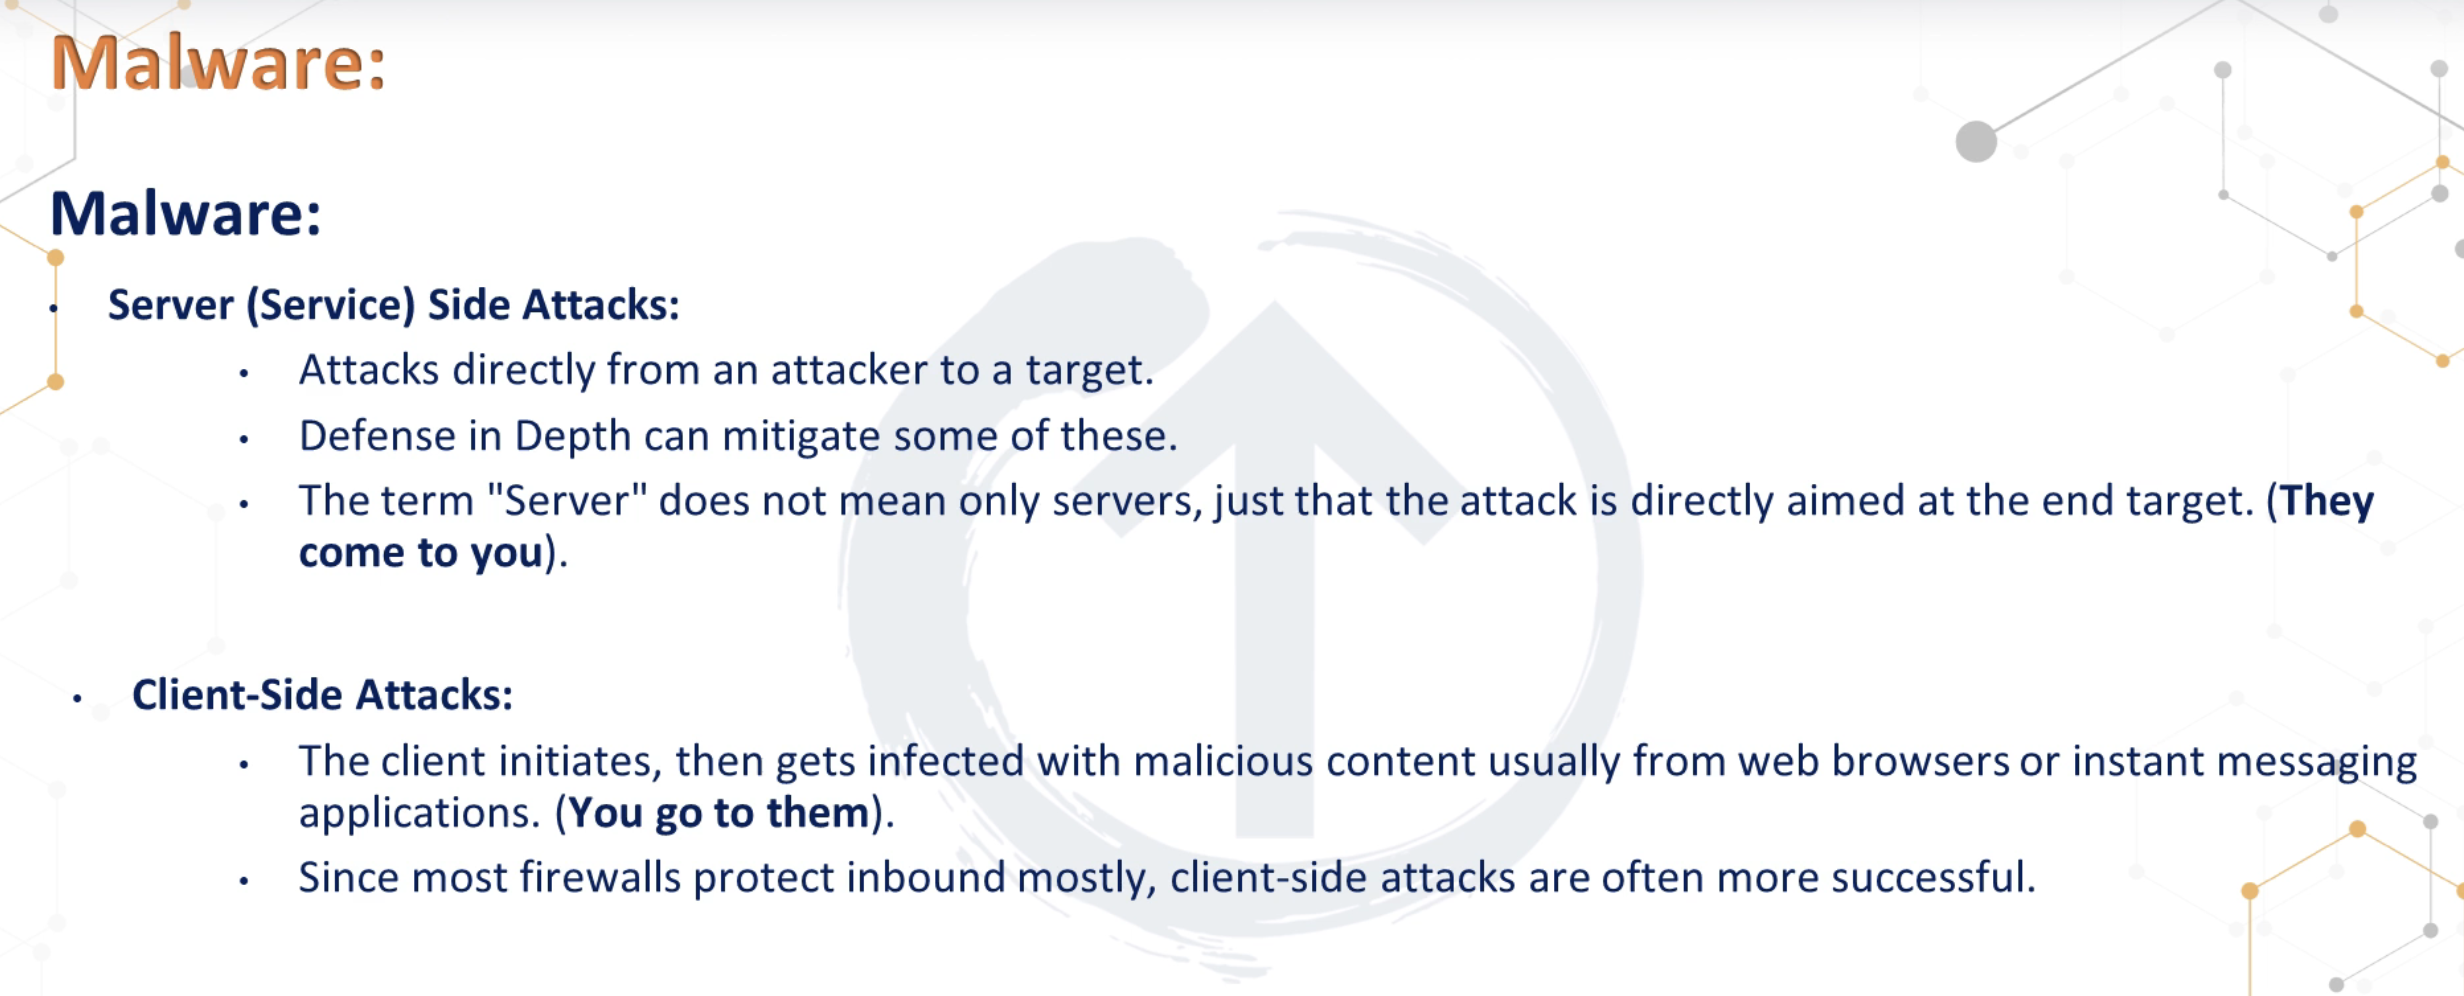 Malware:
Malware:
• Server (Service) Side Attacks:
• Attacks directly from an attacker to a target.
• Defense in Depth can mitigate some of these.
• The term "Server" does not mean only servers, just that the attack is directly aimed at the end target. (They
come to you).
• Client-Side Attacks:
• The client initiates, then gets infected with malicious content usually from web browsers or instant messaging
applications. (You go to them).
• Since most firewalls protect inbound mostly, client-side attacks are often more successful.